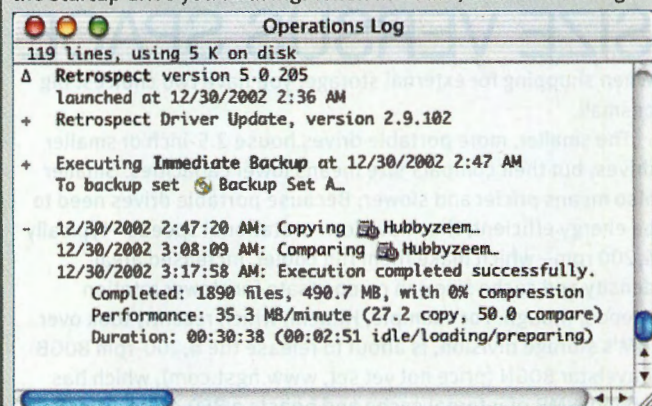 Operations Log
119 lines, using 5 K on disk
Δ Retrospect version 5.0.205
launched at 12/30/2002 2:36 AM
+ Retrospect Driver Update, version 2.9.102
+ Executing Immediate Backup at 12/30/2002 2:47 AM
To backup set Backup Set A…
- 12/30/2002 2:47:20 AM: Copying Hubbyzeem…
12/30/2002 3:08:09 AM: Comparing Hubbyzeem…
12/30/2002 3:17:58 AM: Execution completed successfully.
Completed: 1890 files, 490.7 MB, with 0% compression
Performance: 35.3 MB/minute (27.2 copy, 50.0 compare)
Duration: 00:30:38 (00:02:51 idle/loading/preparing)